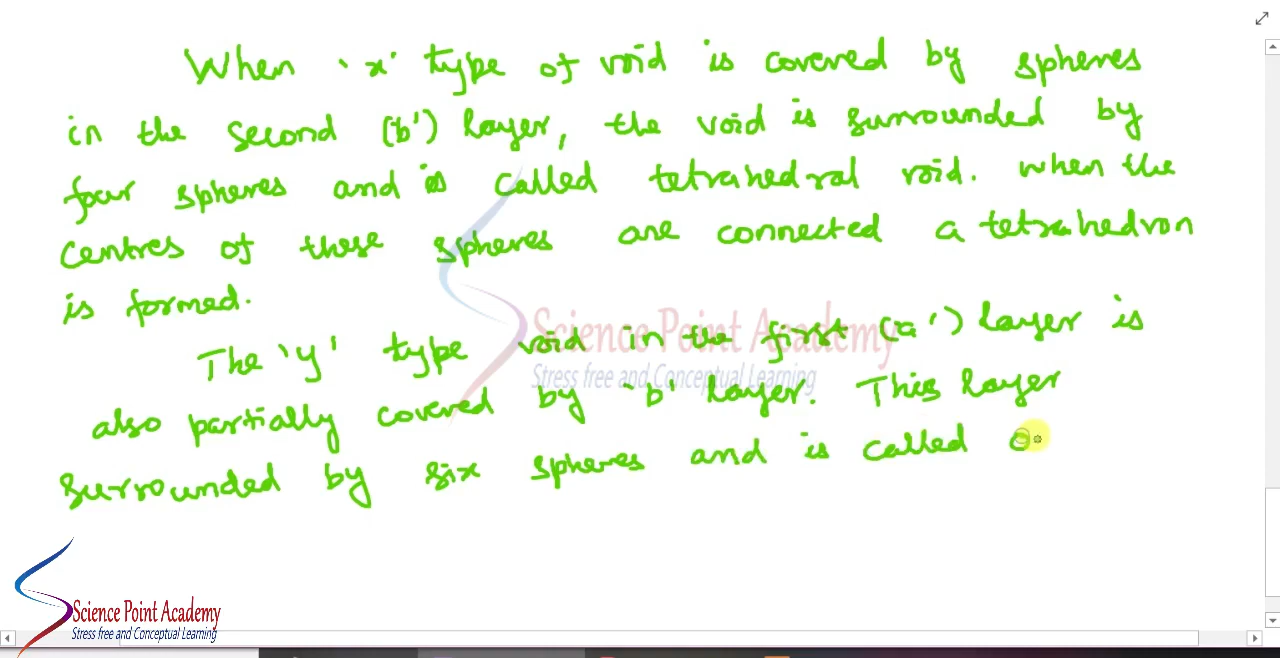 When 'x' type of void is covered by spheres
in the second (b') layer, the void is surrounded by
four spheres and is called tetrahedral void. when the
centres of these spheres are connected a tetrahedron
is formed.
Science Point Academy
Stress free and Conceptual Learning
The 'y' type void in the first ('a') layer is
also partially covered by 'b' layer. This layer
surrounded by six spheres and is called o
Science Point Academy
Stress free and Conceptual Learning